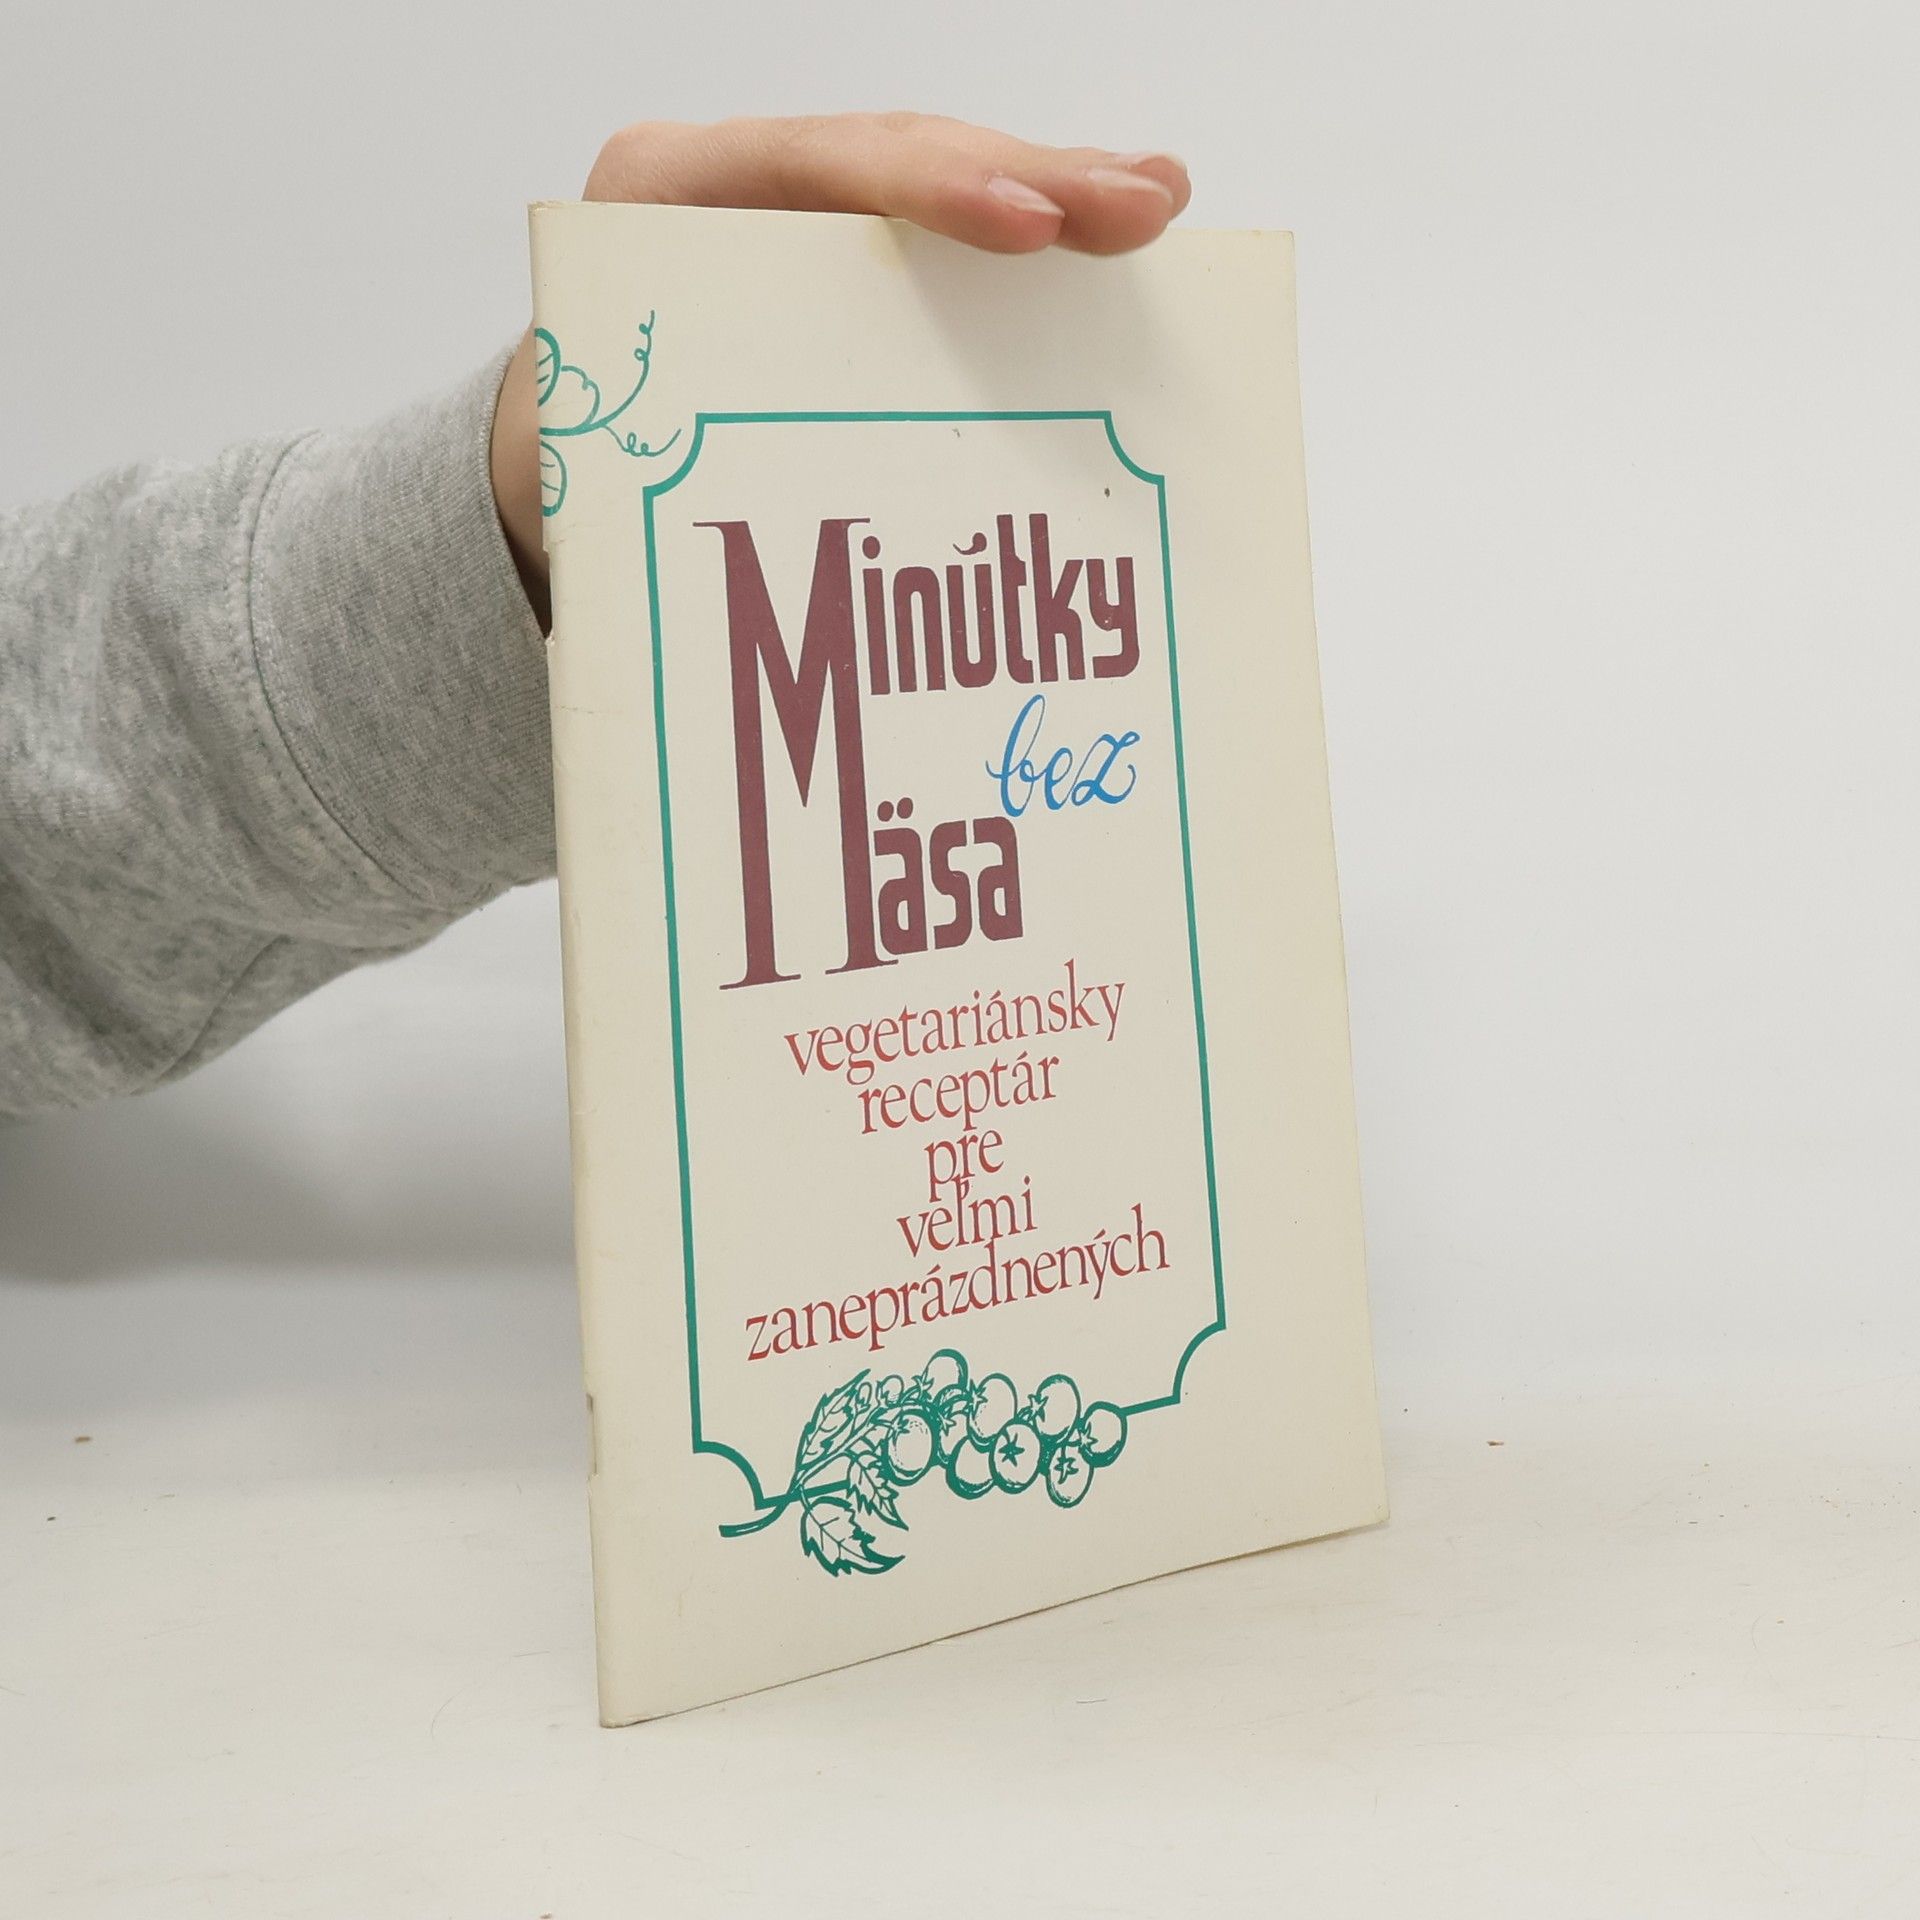 Minútky
bez
Mäsa
vegetariánsky
receptár
pre
veľmi
zaneprázdnených